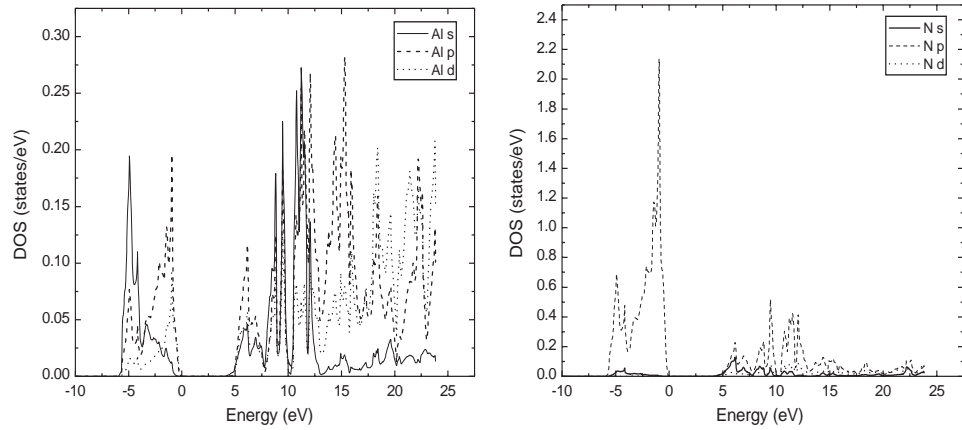 0.30
0.25
0.20
0.15
0.10
0.05
0.00
DOS (states/eV)
Al s
Al p
Al d
-10 -5 0 5 10 15 20 25
Energy (eV)
2.4
2.2
2.0
1.8
1.6
1.4
1.2
1.0
0.8
0.6
0.4
0.2
0.0
DOS (states/eV)
N s
N p
N d
-10 -5 0 5 10 15 20 25
Energy (eV)